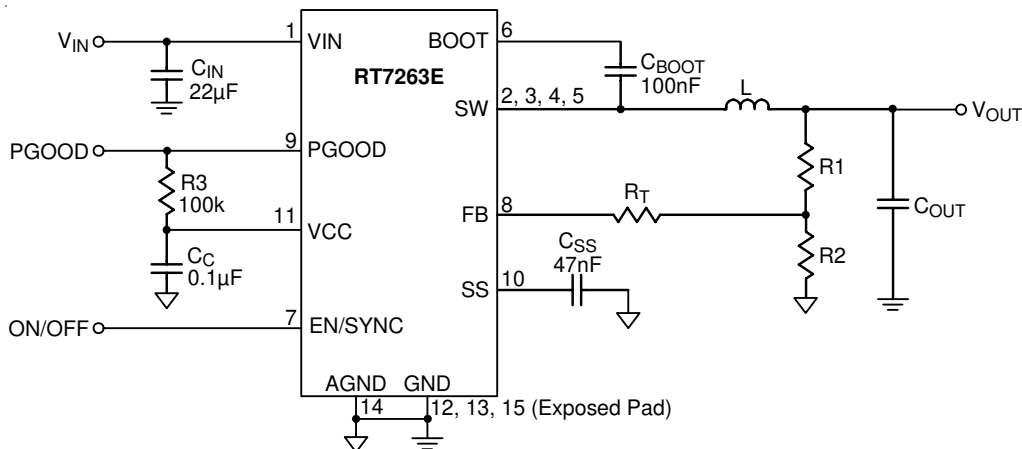 VIN
1
VIN
CIN
22µF
RT7263E
BOOT
6
CBOOT
100nF
SW
2, 3, 4, 5
L
VOUT
PGOOD
9
PGOOD
R3
100k
11
VCC
CC
0.1µF
FB
8
RT
R1
R2
COUT
CSS
47nF
SS
10
ON/OFF
7
EN/SYNC
AGND
GND
14
12, 13, 15 (Exposed Pad)